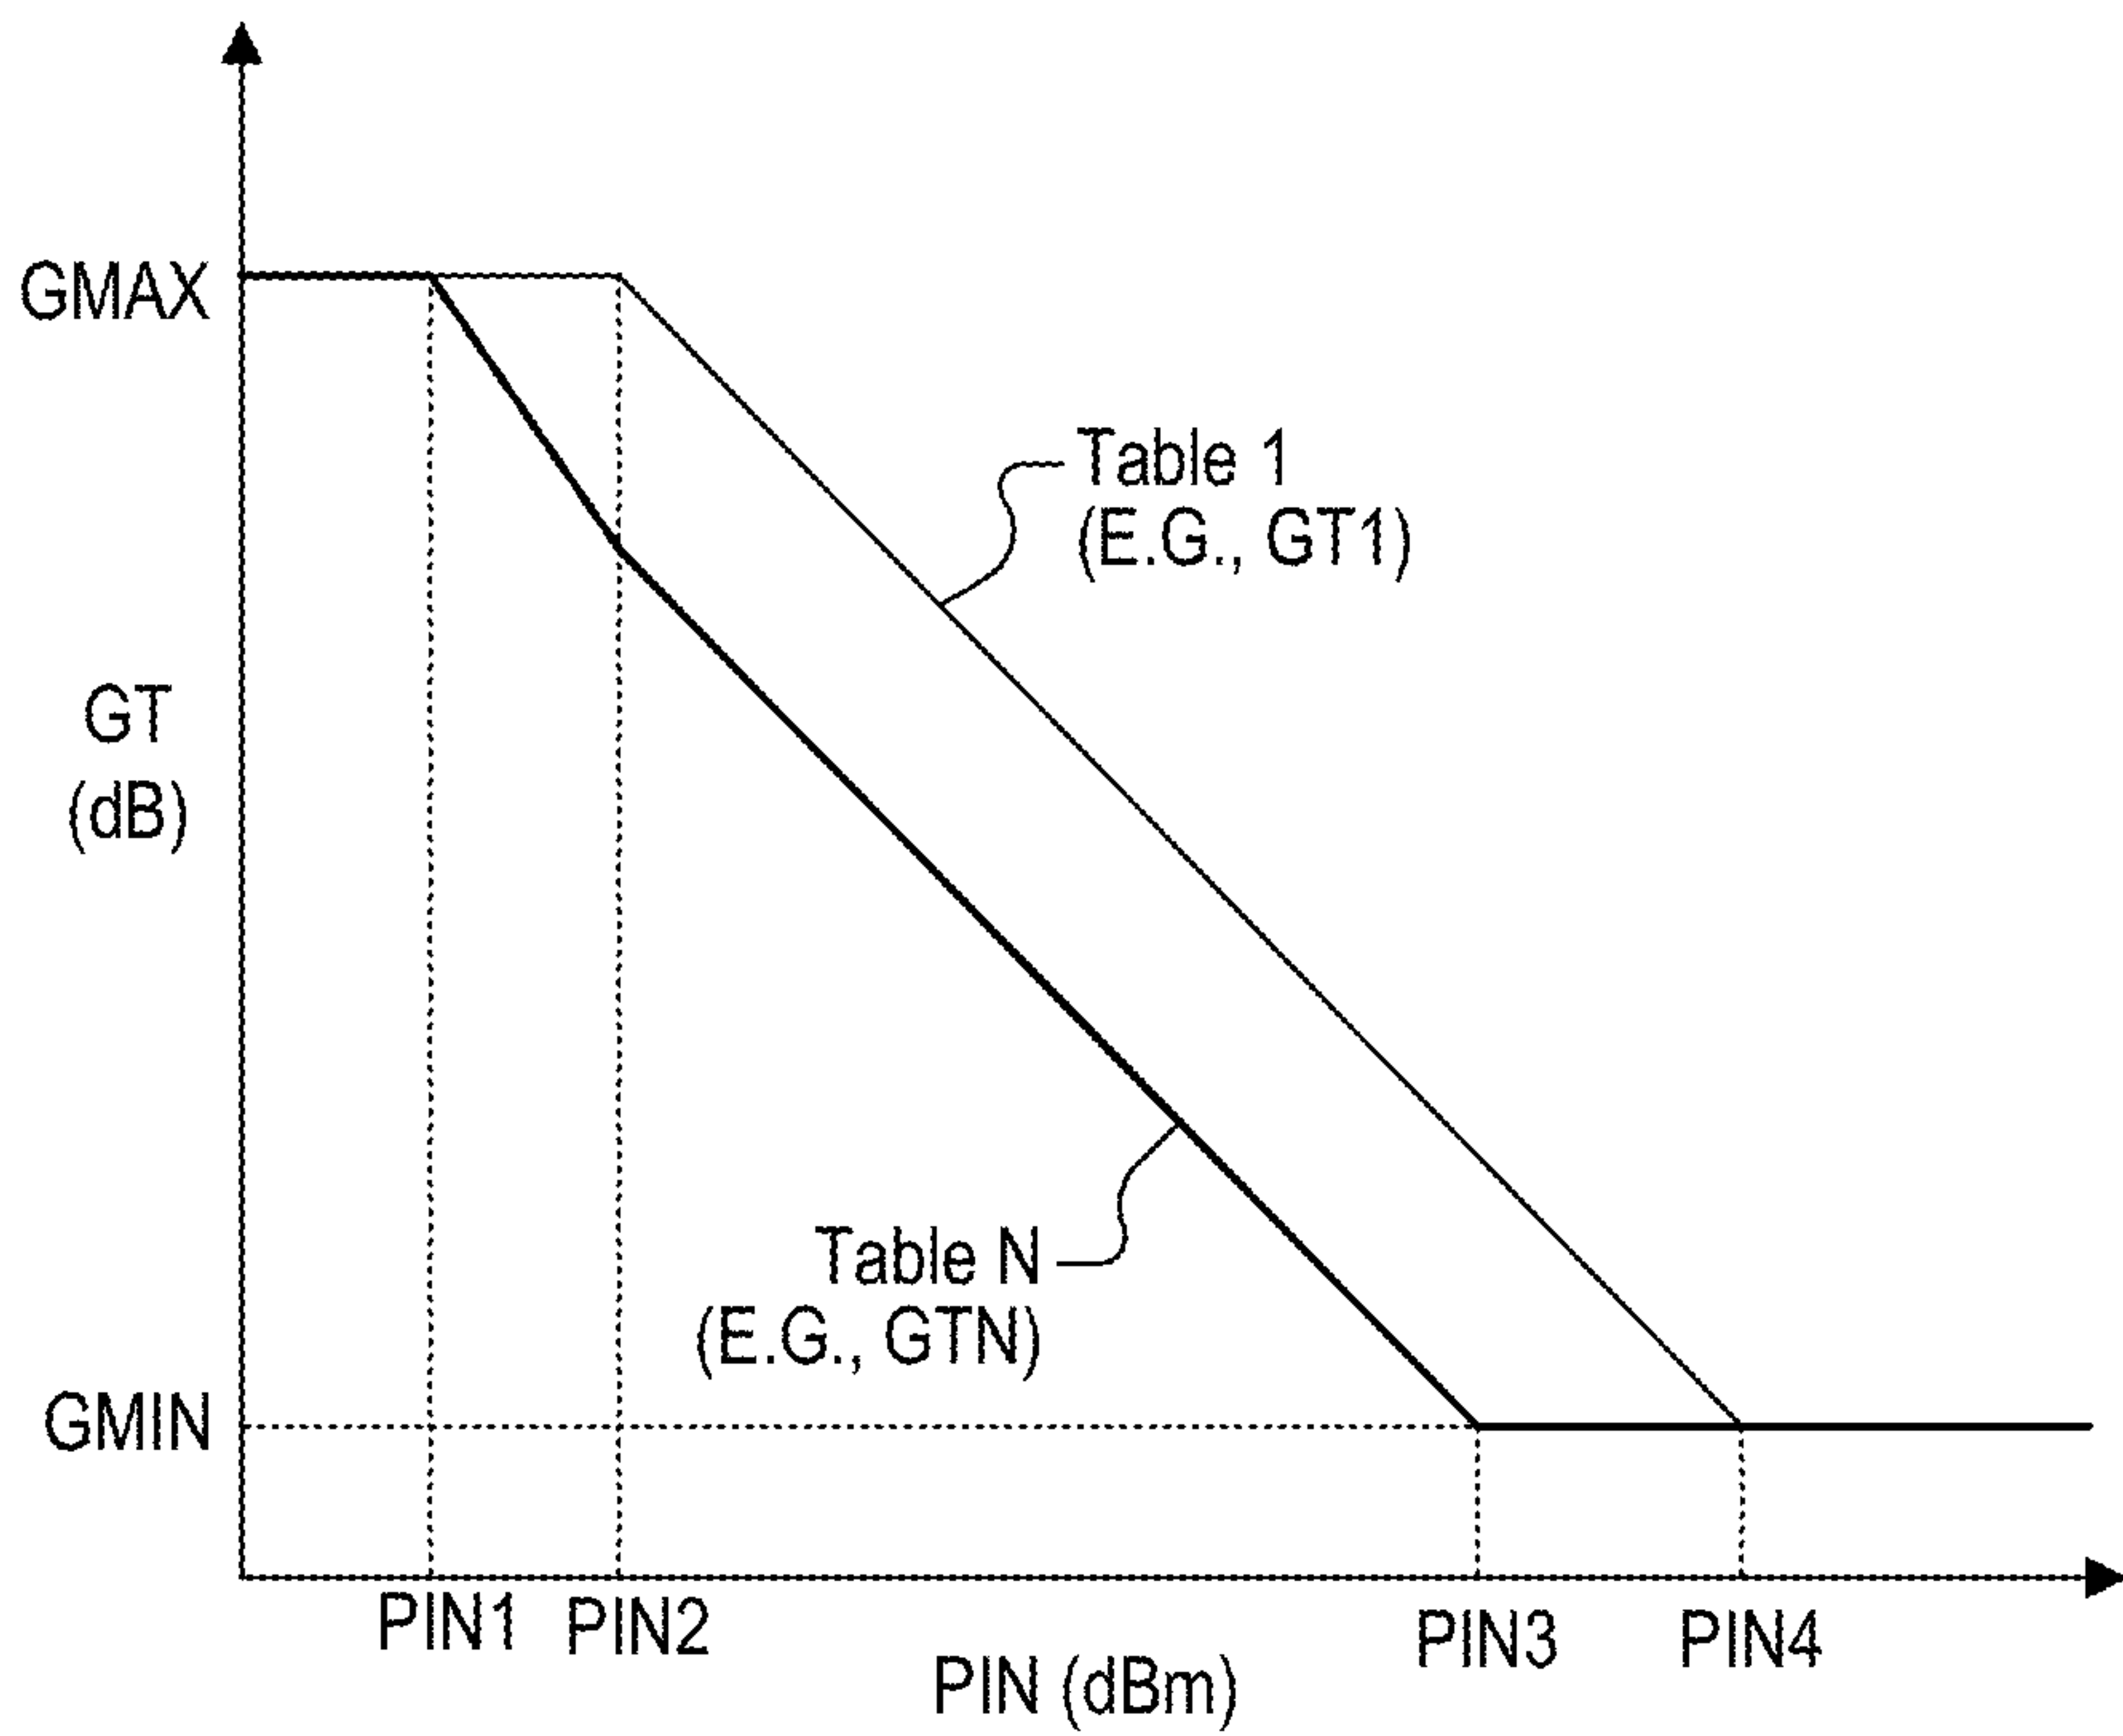 GMAX
Table 1
(E.G., GT1)
GT
(dB)
Table N
(E.G., GTN)
GMIN
PIN1
PIN2
PIN3
PIN4
PIN (dBm)